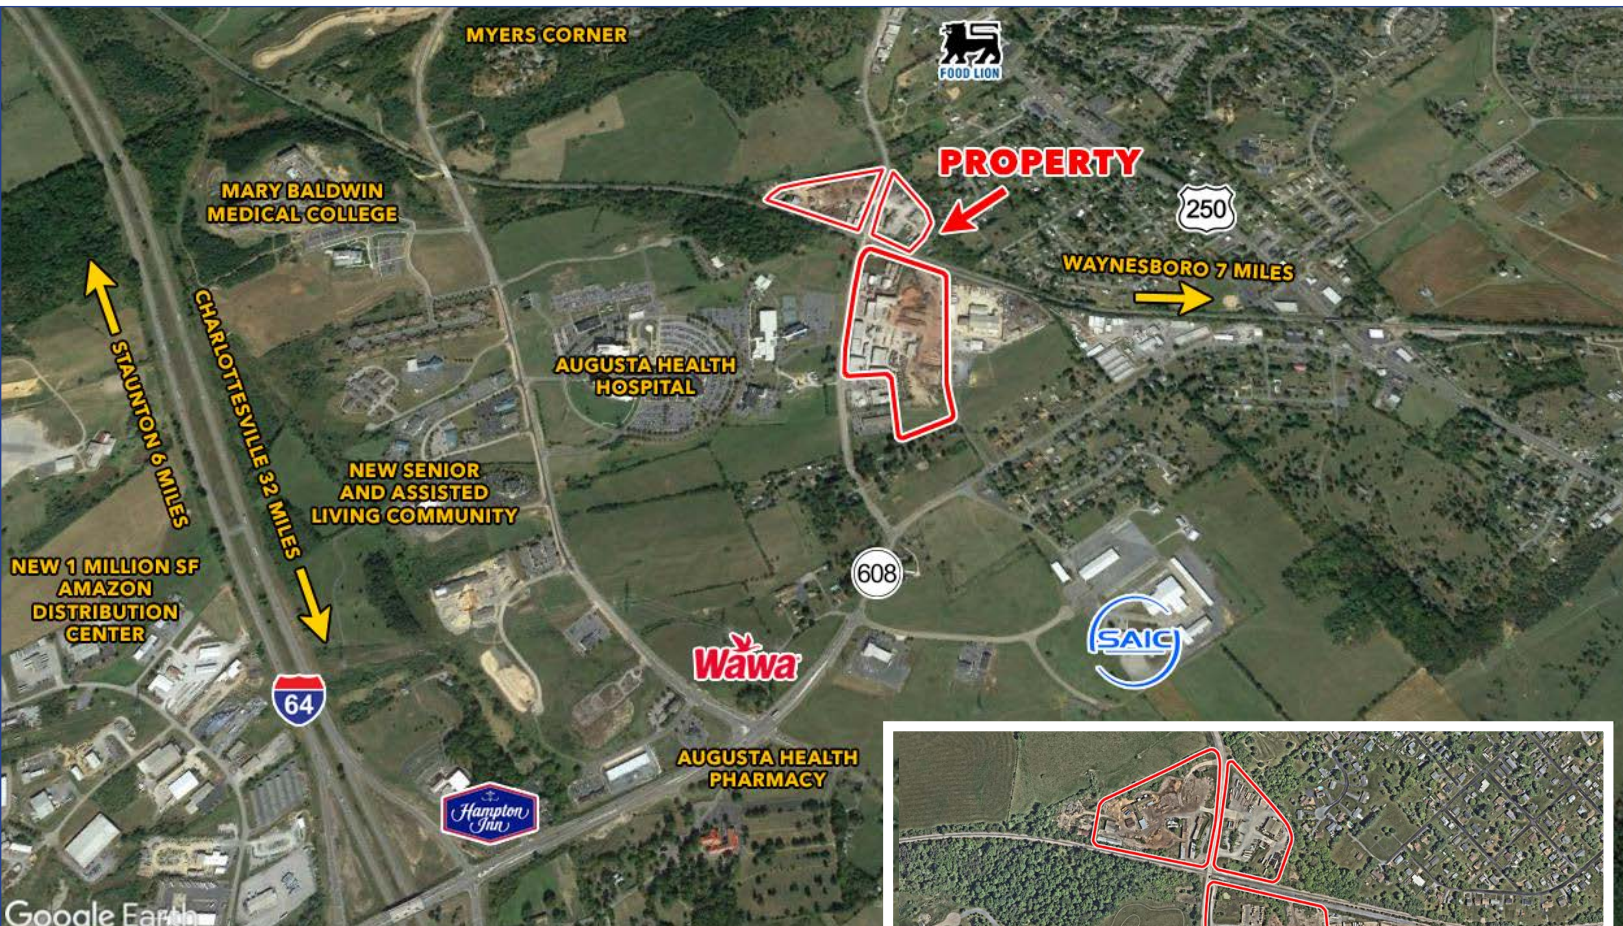 MYERS CORNER
FOOD LION
PROPERTY
MARY BALDWIN
MEDICAL COLLEGE
250
WAYNESBORO 7 MILES
STAUNTON 6 MILES
CHARLOTTESVILLE 32 MILES
AUGUSTA HEALTH
HOSPITAL
NEW SENIOR
AND ASSISTED
LIVING COMMUNITY
NEW 1 MILLION SF
AMAZON
DISTRIBUTION
CENTER
608
SAIC
Wawa
64
AUGUSTA HEALTH
PHARMACY
Hampton
Inn
Google Earth